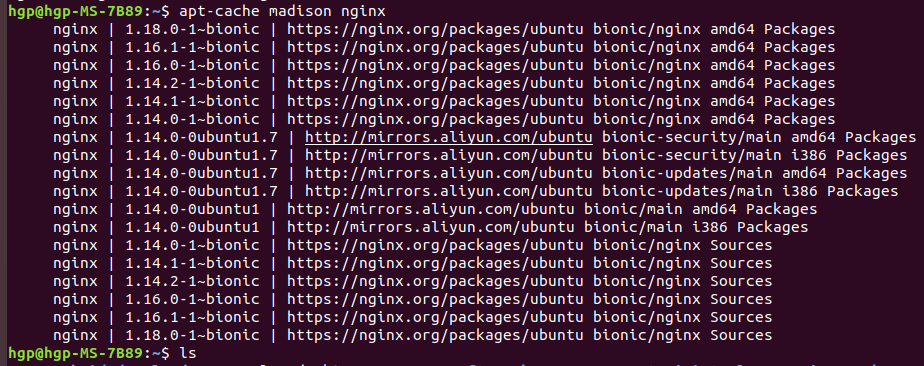 hgp@hgp-MS-7B89:~$ apt-cache madison nginx
nginx | 1.18.0-1~bionic | https://nginx.org/packages/ubuntu bionic/nginx amd64 Packages
nginx | 1.16.1-1~bionic | https://nginx.org/packages/ubuntu bionic/nginx amd64 Packages
nginx | 1.16.0-1~bionic | https://nginx.org/packages/ubuntu bionic/nginx amd64 Packages
nginx | 1.14.2-1~bionic | https://nginx.org/packages/ubuntu bionic/nginx amd64 Packages
nginx | 1.14.1-1~bionic | https://nginx.org/packages/ubuntu bionic/nginx amd64 Packages
nginx | 1.14.0-1~bionic | https://nginx.org/packages/ubuntu bionic/nginx amd64 Packages
nginx | 1.14.0-0ubuntu1.7 | http://mirrors.aliyun.com/ubuntu bionic-security/main amd64 Packages
nginx | 1.14.0-0ubuntu1.7 | http://mirrors.aliyun.com/ubuntu bionic-security/main i386 Packages
nginx | 1.14.0-0ubuntu1.7 | http://mirrors.aliyun.com/ubuntu bionic-updates/main amd64 Packages
nginx | 1.14.0-0ubuntu1.7 | http://mirrors.aliyun.com/ubuntu bionic-updates/main i386 Packages
nginx | 1.14.0-0ubuntu1 | http://mirrors.aliyun.com/ubuntu bionic/main amd64 Packages
nginx | 1.14.0-0ubuntu1 | http://mirrors.aliyun.com/ubuntu bionic/main i386 Packages
nginx | 1.14.0-1~bionic | https://nginx.org/packages/ubuntu bionic/nginx Sources
nginx | 1.14.1-1~bionic | https://nginx.org/packages/ubuntu bionic/nginx Sources
nginx | 1.14.2-1~bionic | https://nginx.org/packages/ubuntu bionic/nginx Sources
nginx | 1.16.0-1~bionic | https://nginx.org/packages/ubuntu bionic/nginx Sources
nginx | 1.16.1-1~bionic | https://nginx.org/packages/ubuntu bionic/nginx Sources
nginx | 1.18.0-1~bionic | https://nginx.org/packages/ubuntu bionic/nginx Sources
hgp@hgp-MS-7B89:~$ ls